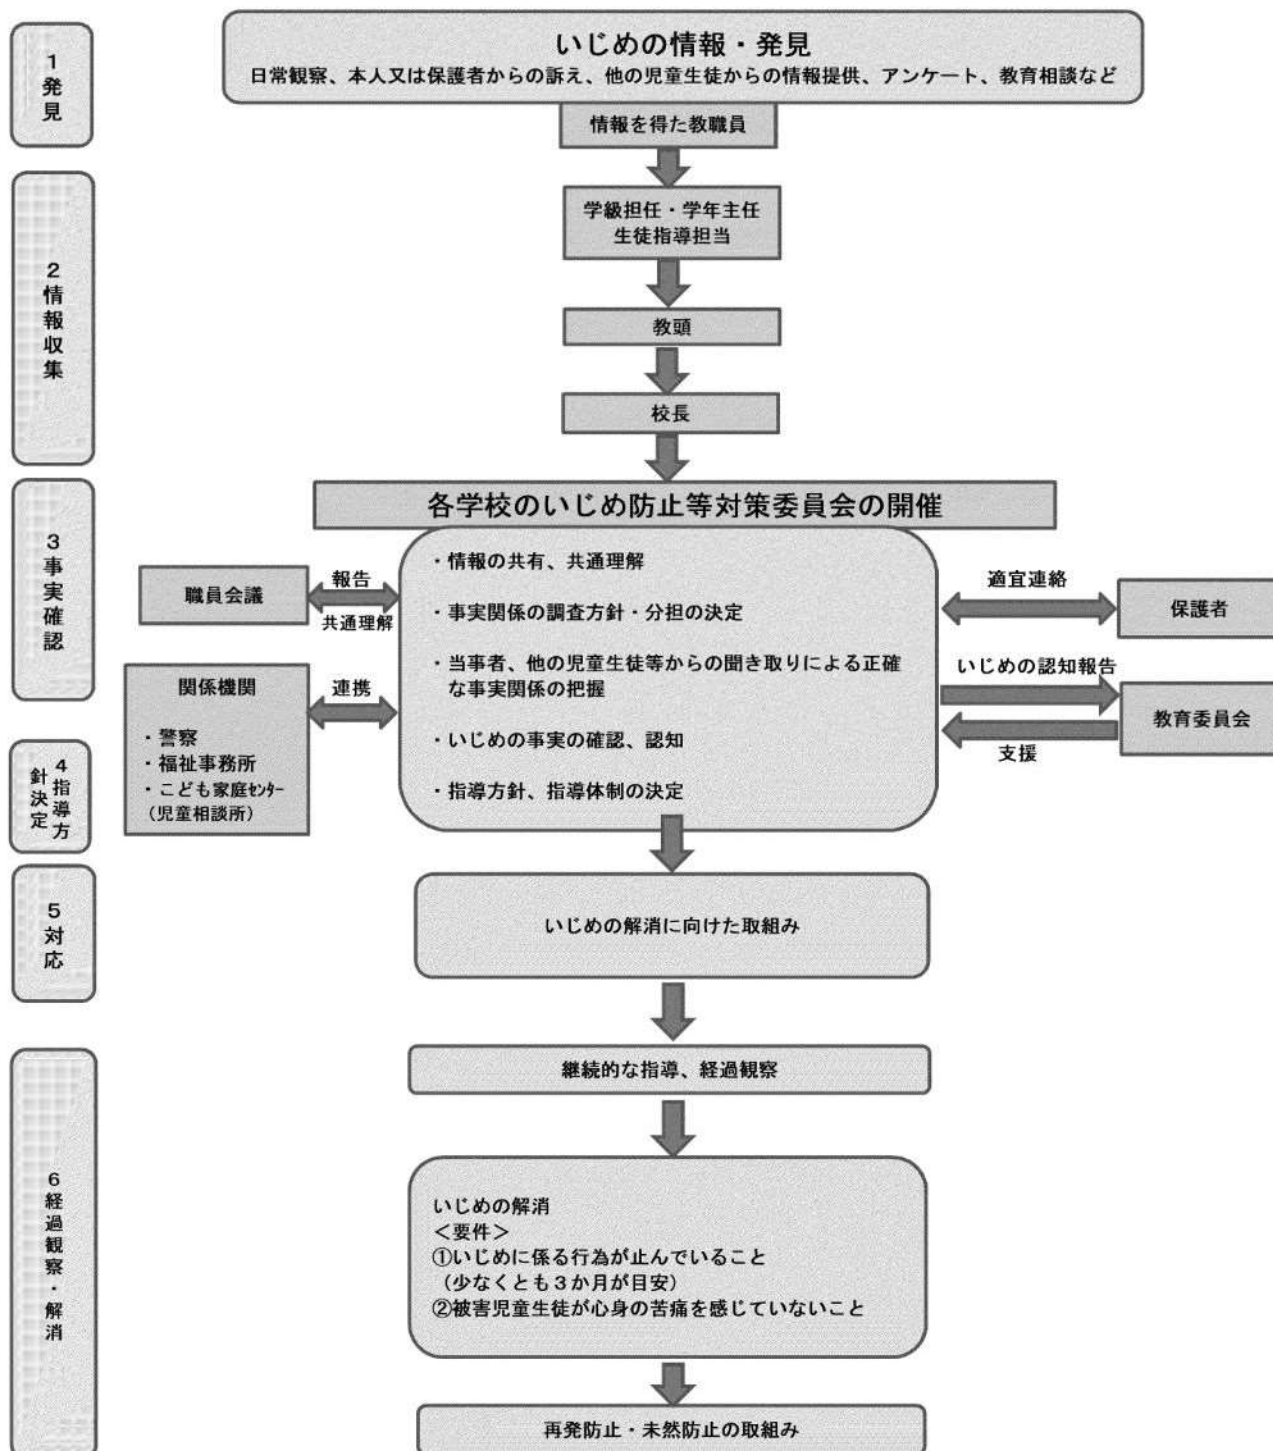 1発見
いじめの情報・発見
日常観察、本人又は保護者からの訴え、他の児童生徒からの情報提供、アンケート、教育相談など
情報を得た教職員
2情報収集
学級担任・学年主任
生徒指導担当
教頭
校長
3事実確認
各学校のいじめ防止等対策委員会の開催
・情報の共有、共通理解
・事実関係の調査方針・分担の決定
・当事者、他の児童生徒等からの聞き取りによる正確
な事実関係の把握
・いじめの事実の確認、認知
・指導方針、指導体制の決定
職員会議
報告
共通理解
関係機関
・警察
・福祉事務所
・こども家庭ｾﾝﾀｰ
（児童相談所）
連携
適宜連絡
保護者
いじめの認知報告
教育委員会
支援
4指導方
針決定
5対応
いじめの解消に向けた取組み
6経過観察・解消
継続的な指導、経過観察
いじめの解消
＜要件＞
①いじめに係る行為が止んでいること
（少なくとも３か月が目安）
②被害児童生徒が心身の苦痛を感じていないこと
再発防止・未然防止の取組み